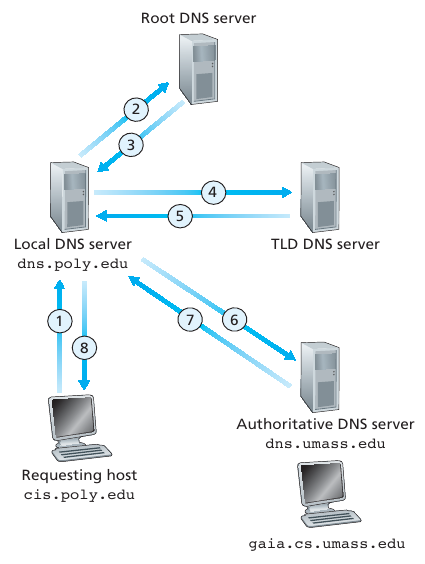 Root DNS server
2
3
4
5
Local DNS server
dns.poly.edu
TLD DNS server
1
8
6
7
Authoritative DNS server
dns.umass.edu
Requesting host
cis.poly.edu
gaia.cs.umass.edu